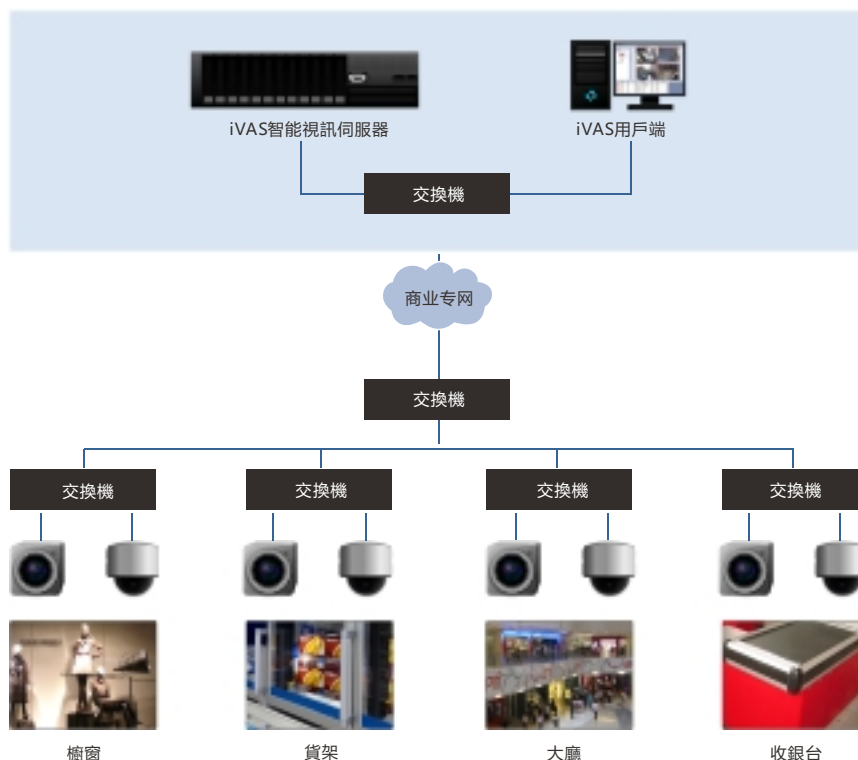 iVAS智能視訊伺服器
iVAS用戶端
交換機
商业专网
交換機
交換機
交換機
交換機
交換機
櫥窗
貨架
大廳
收銀台